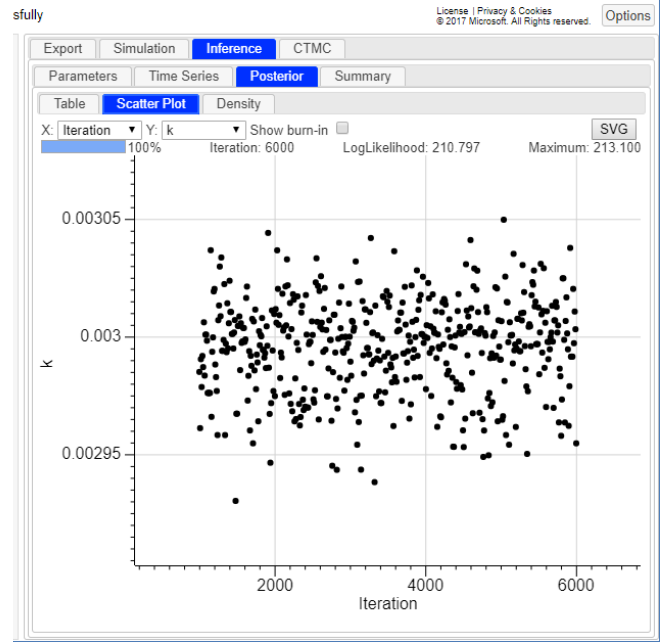 sfully
License | Privacy & Cookies
© 2017 Microsoft. All Rights reserved.
Options
Export Simulation Inference CTMC
Parameters Time Series Posterior Summary
Table Scatter Plot Density
X: Iteration Y: k Show burn-in SVG
100% Iteration: 6000 LogLikelihood: 210.797 Maximum: 213.100
0.00305
0.003
k
0.00295
2000 4000 6000
Iteration